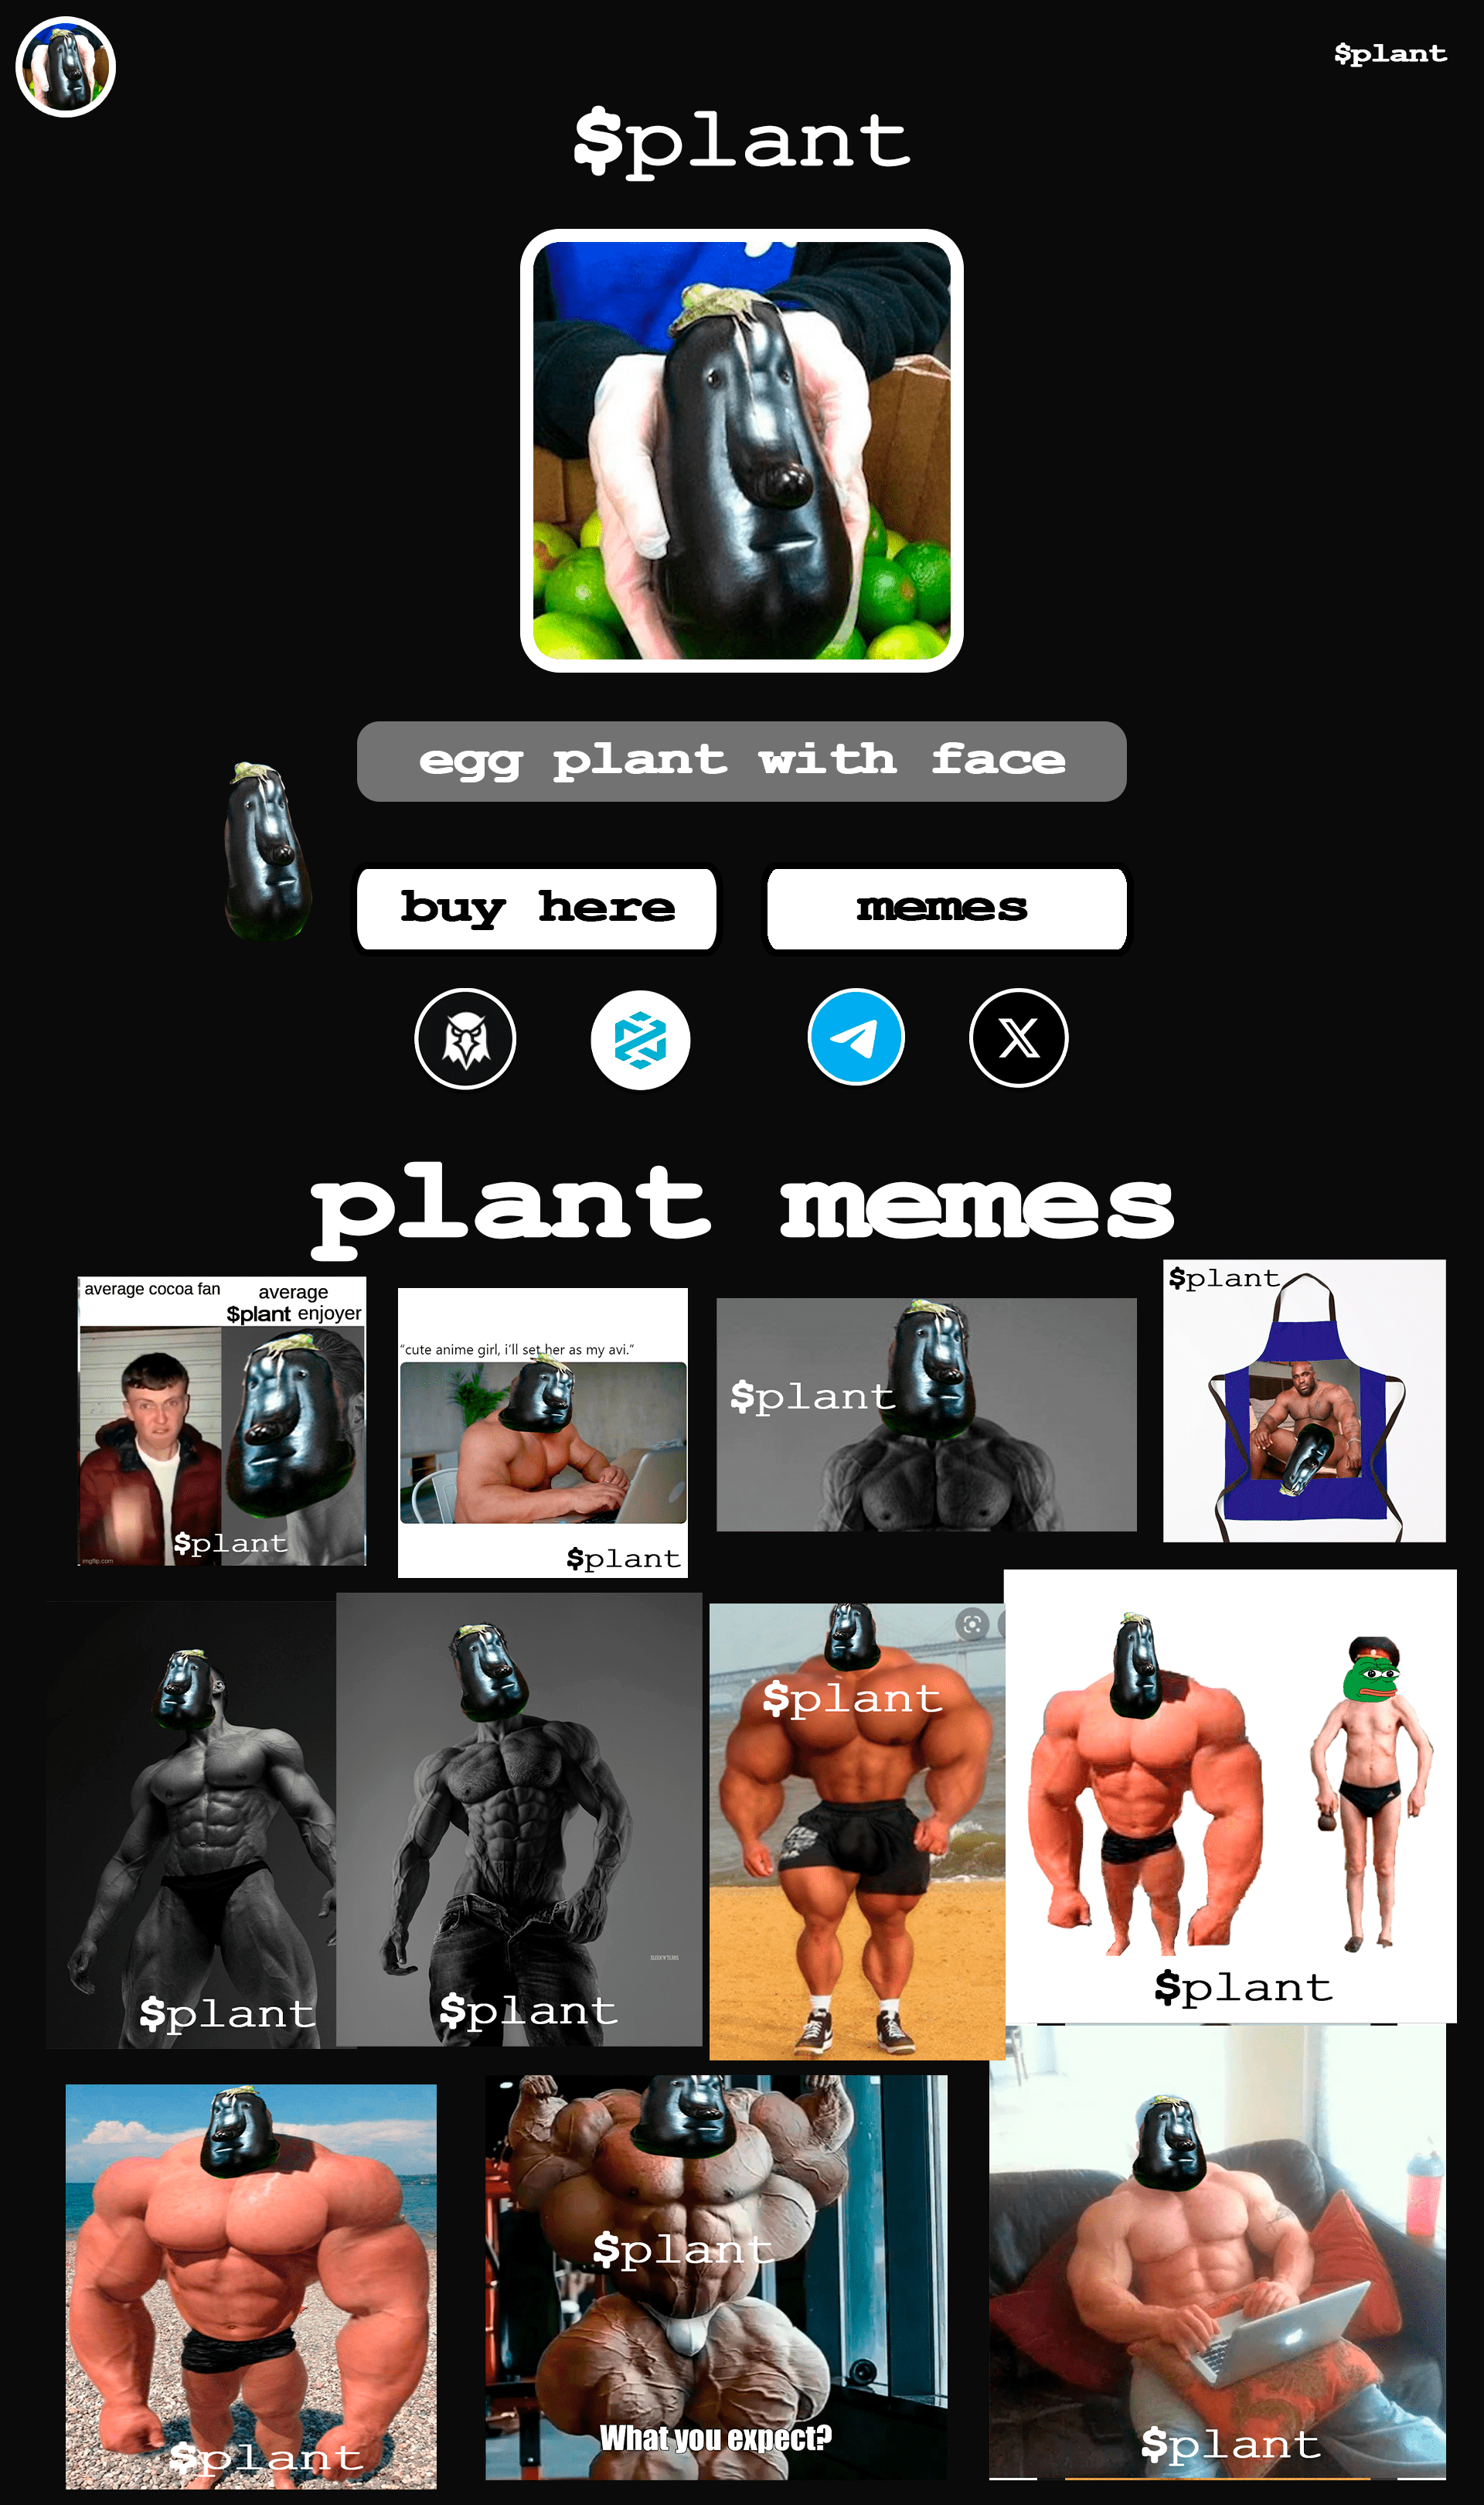 $plant
$plant
egg plant with face
buy here
memes
plant memes
average cocoa fan
average
$plant enjoyer
$plant
imgflip.com
“cute anime girl, i’ll set her as my avi.”
$plant
$plant
$plant
$plant
$plant
$plant
$plant
$plant
$plant
What you expect?
$plant